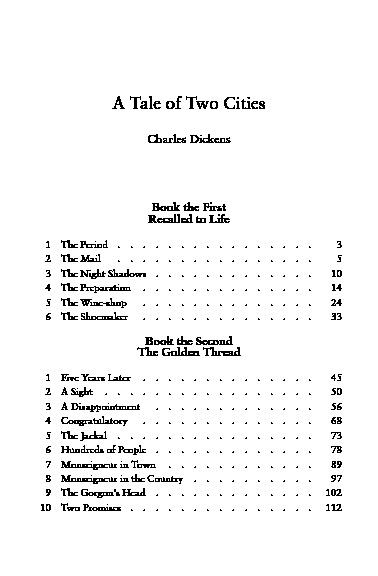 A Tale of Two Cities
Charles Dickens
Book the First
Recalled to Life
1 The Period . . . . . . . . . . . . . . . . 3
2 The Mail . . . . . . . . . . . . . . . . 5
3 The Night Shadows . . . . . . . . . . . . . 10
4 The Preparation . . . . . . . . . . . . . . 14
5 The Wine-shop . . . . . . . . . . . . . . 24
6 The Shoemaker . . . . . . . . . . . . . . 33
Book the Second
The Golden Thread
1 Five Years Later . . . . . . . . . . . . . . 45
2 A Sight . . . . . . . . . . . . . . . . . 50
3 A Disappointment . . . . . . . . . . . . . 56
4 Congratulatory . . . . . . . . . . . . . . 68
5 The Jackal . . . . . . . . . . . . . . . . 73
6 Hundreds of People . . . . . . . . . . . . . 78
7 Monseigneur in Town . . . . . . . . . . . . 89
8 Monseigneur in the Country . . . . . . . . . . 97
9 The Gorgon's Head . . . . . . . . . . . . . 102
10 Two Promises . . . . . . . . . . . . . . . 112